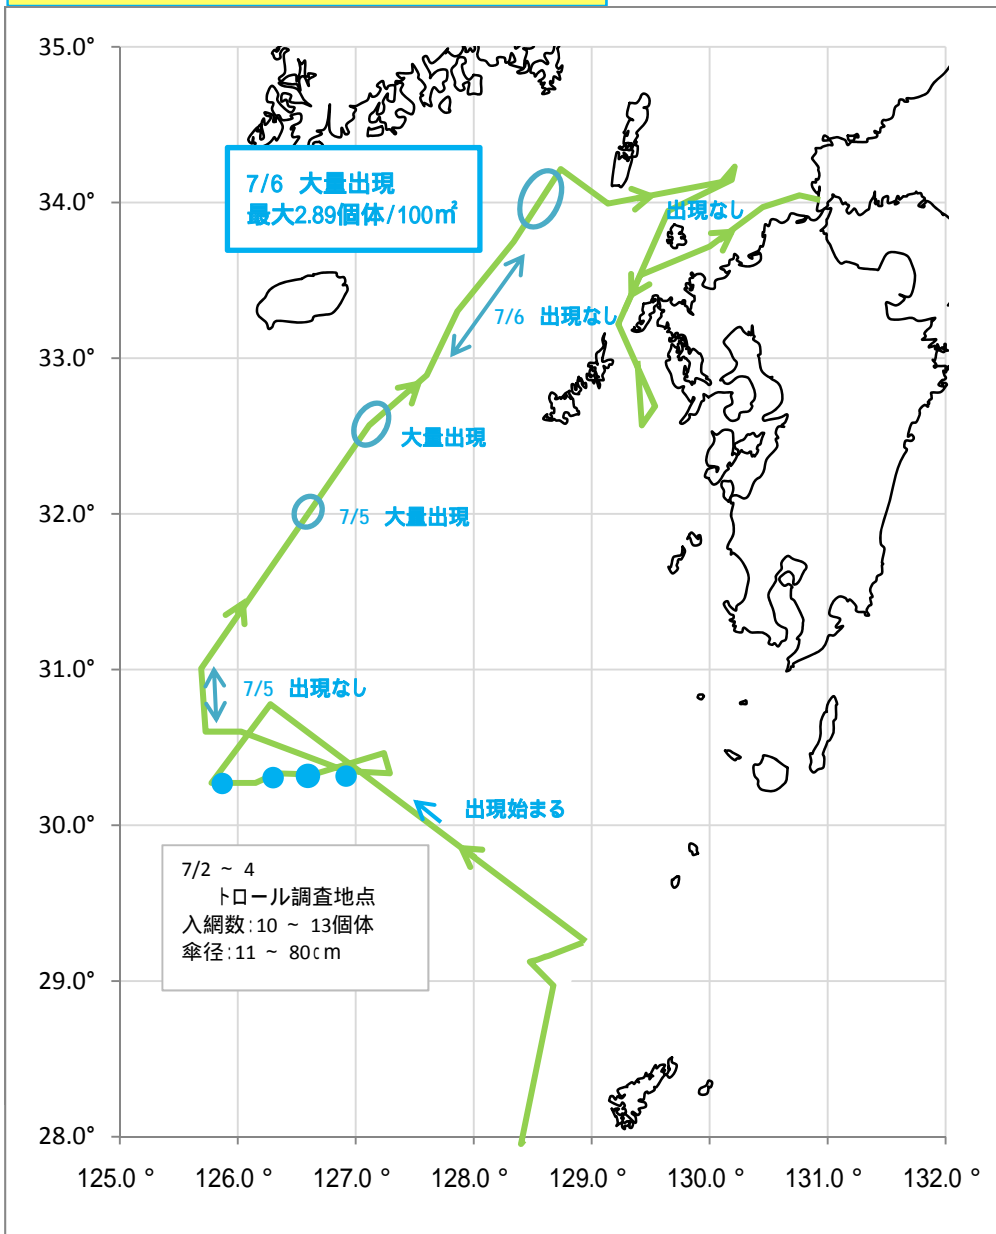 35.0°
34.0°
33.0°
32.0°
31.0°
30.0°
29.0°
28.0°
7/6 大量出現
最大2.89個体/100㎡
出現なし
7/6 出現なし
大量出現
7/5 大量出現
7/5 出現なし
出現始まる
7/2 ~ 4
トロール調査地点
入網数:10 ~ 13個体
傘径:11 ~ 80cm
125.0 °
126.0 °
127.0 °
128.0 °
129.0 °
130.0 °
131.0 °
132.0 °